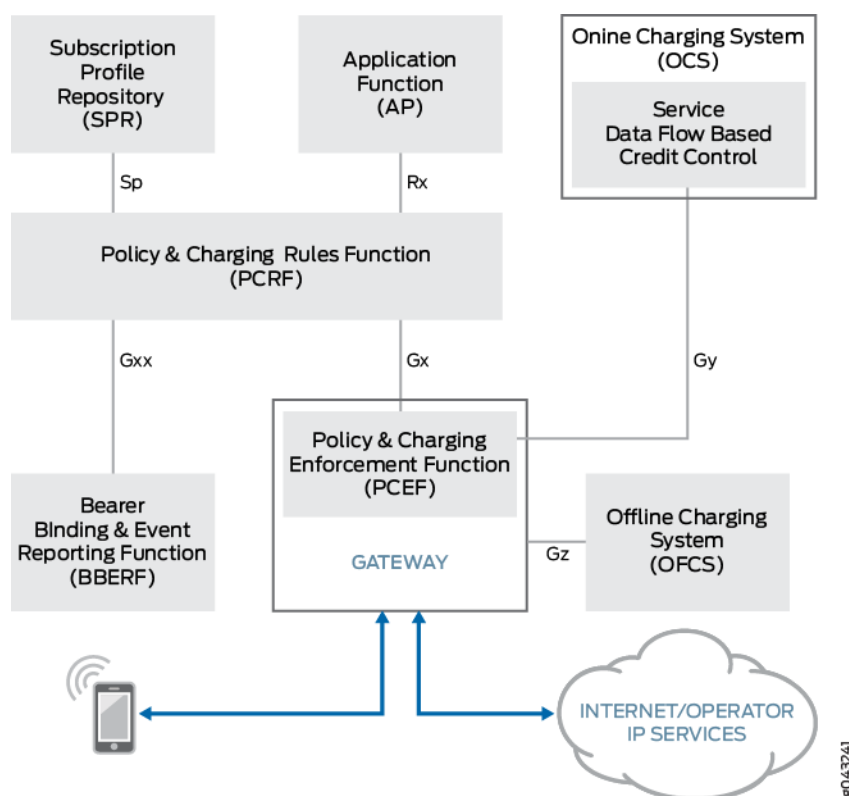 Subscription
Profile
Repository
(SPR)
Application
Function
(AP)
Onine Charging System
(OCS)
Service
Data Flow Based
Credit Control
Sp
Rx
Policy & Charging Rules Function
(PCRF)
Gxx
Gx
Gy
Policy & Charging
Enforcement Function
(PCEF)
GATEWAY
Bearer
BInding & Event
Reporting Function
(BBERF)
Gz
Offline Charging
System
(OFCS)
INTERNET/OPERATOR
IP SERVICES
g043241